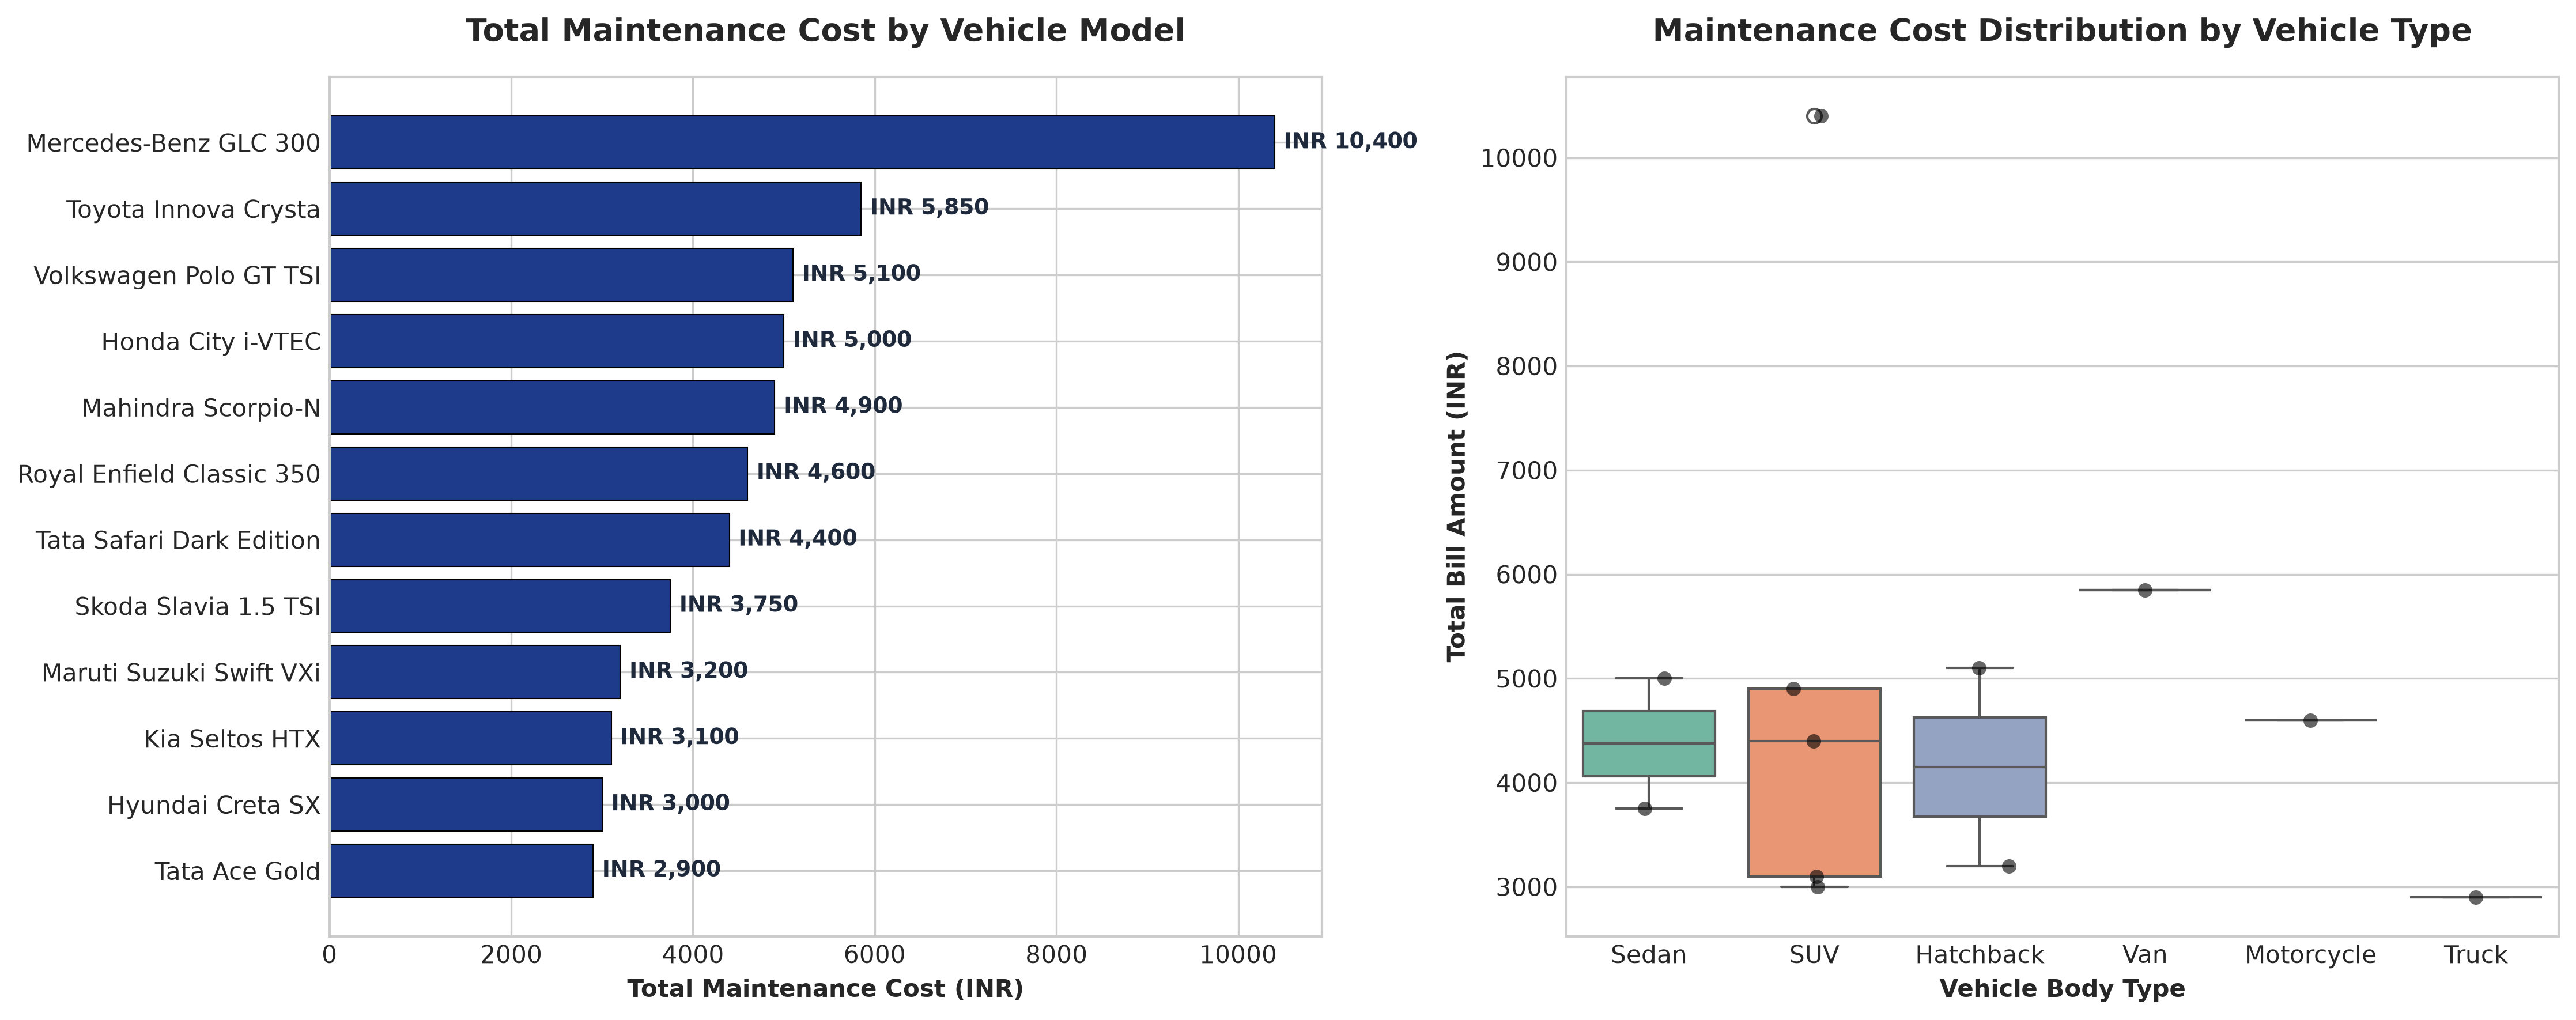 Total Maintenance Cost by Vehicle Model
Mercedes-Benz GLC 300
INR 10,400
Toyota Innova Crysta
INR 5,850
Volkswagen Polo GT TSI
INR 5,100
Honda City i-VTEC
INR 5,000
Mahindra Scorpio-N
INR 4,900
Royal Enfield Classic 350
INR 4,600
Tata Safari Dark Edition
INR 4,400
Skoda Slavia 1.5 TSI
INR 3,750
Maruti Suzuki Swift VXi
INR 3,200
Kia Seltos HTX
INR 3,100
Hyundai Creta SX
INR 3,000
Tata Ace Gold
INR 2,900
0 2000 4000 6000 8000 10000
Total Maintenance Cost (INR)
Maintenance Cost Distribution by Vehicle Type
Total Bill Amount (INR)
10000
9000
8000
7000
6000
5000
4000
3000
Sedan SUV Hatchback Van Motorcycle Truck
Vehicle Body Type